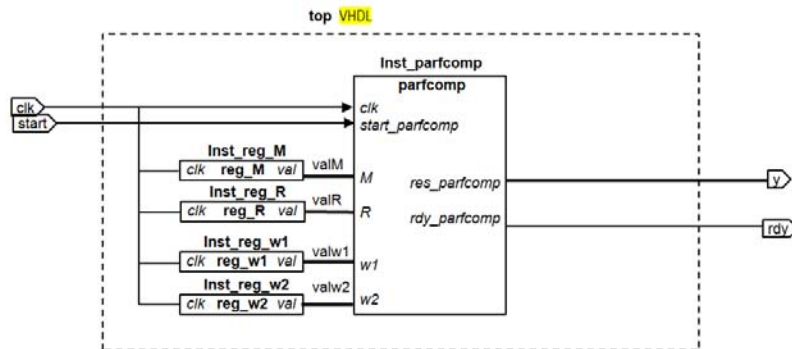 top VHDL
Inst_parfcomp
parfcomp
clk
clk
start
start_parfcomp
Inst_reg_M
clk reg_M val
valM
M
res_parfcomp
y
Inst_reg_R
clk reg_R val
valR
R
rdy_parfcomp
rdy
Inst_reg_w1
clk reg_w1 val
valw1
w1
Inst_reg_w2
clk reg_w2 val
valw2
w2